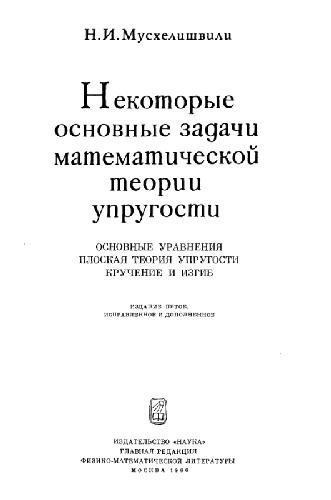 Н. И. Мусхелишвили
Некоторые
основные задачи
математической
теории
упругости
ОСНОВНЫЕ УРАВНЕНИЯ
ПЛОСКАЯ ТЕОРИЯ УПРУГОСТИ
КРУЧЕНИЕ И ИЗГИБ
ИЗДАНИЕ ПЯТОЕ,
ИСПРАВЛЕННОЕ И ДОПОЛНЕННОЕ
ИЗДАТЕЛЬСТВО «НАУКА»
ГЛАВНАЯ РЕДАКЦИЯ
ФИЗИКО-МАТЕМАТИЧЕСКОЙ ЛИТЕРАТУРЫ
МОСКВА 1966